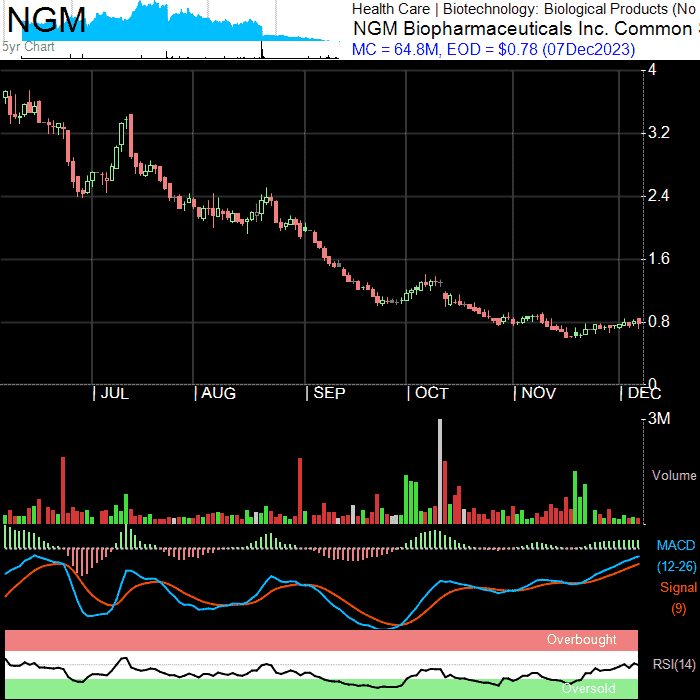 NGM
5yr Chart
Health Care | Biotechnology: Biological Products (No
NGM Biopharmaceuticals Inc. Common
MC = 64.8M, EOD = $0.78 (07Dec2023)
4
3.2
2.4
1.6
0.8
0
| JUL | AUG | SEP | OCT | NOV | DEC
3M
Volume
MACD
(12-26)
Signal
(9)
Overbought
RSI(14)
Oversold